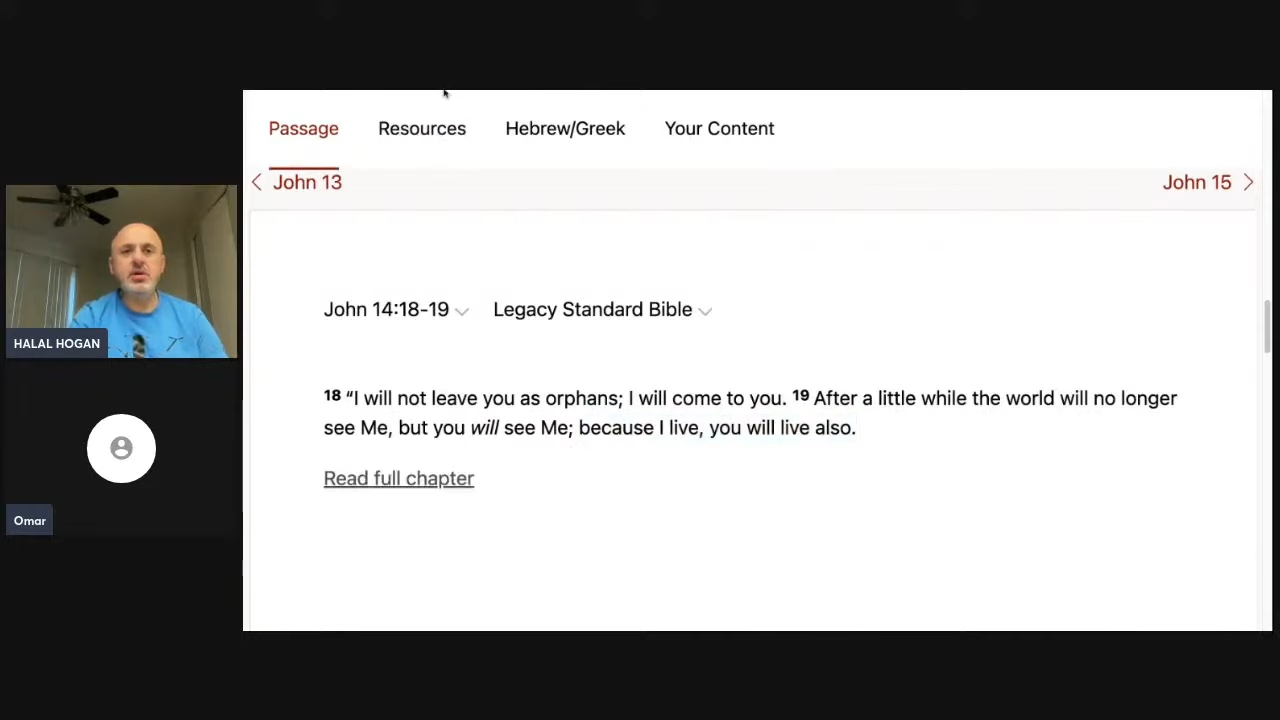 Passage Resources Hebrew/Greek Your Content
John 13 John 15
John 14:18-19 Legacy Standard Bible
18 “I will not leave you as orphans; I will come to you. 19 After a little while the world will no longer
see Me, but you will see Me; because I live, you will live also.
Read full chapter
HALAL HOGAN
Omar